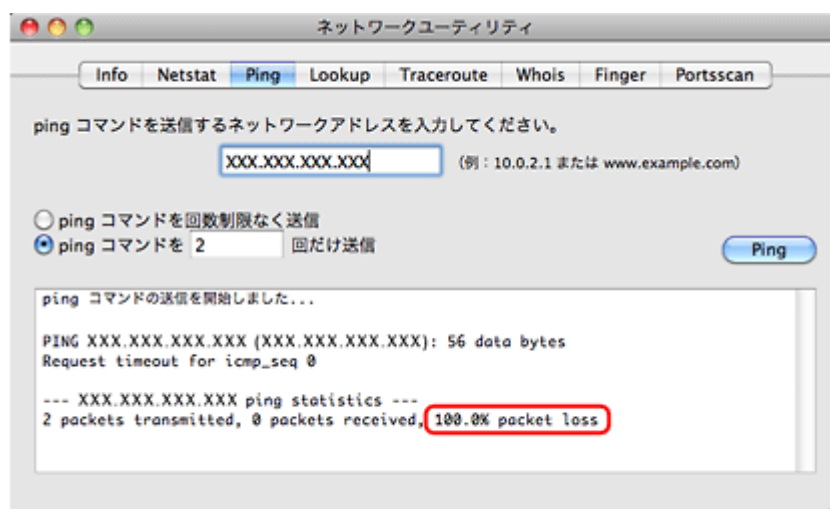 ネットワークユーティリティ
Info Netstat Ping Lookup Traceroute Whois Finger Portsscan
ping コマンドを送信するネットワークアドレスを入力してください。
XXX.XXX.XXX.XXX (例：10.0.2.1 または www.example.com)
ping コマンドを回数制限なく送信
ping コマンドを 2 回だけ送信
Ping
ping コマンドの送信を開始しました...
PING XXX.XXX.XXX.XXX (XXX.XXX.XXX.XXX): 56 data bytes
Request timeout for icmp_seq 0
--- XXX.XXX.XXX.XXX ping statistics ---
2 packets transmitted, 0 packets received, 100.0% packet loss